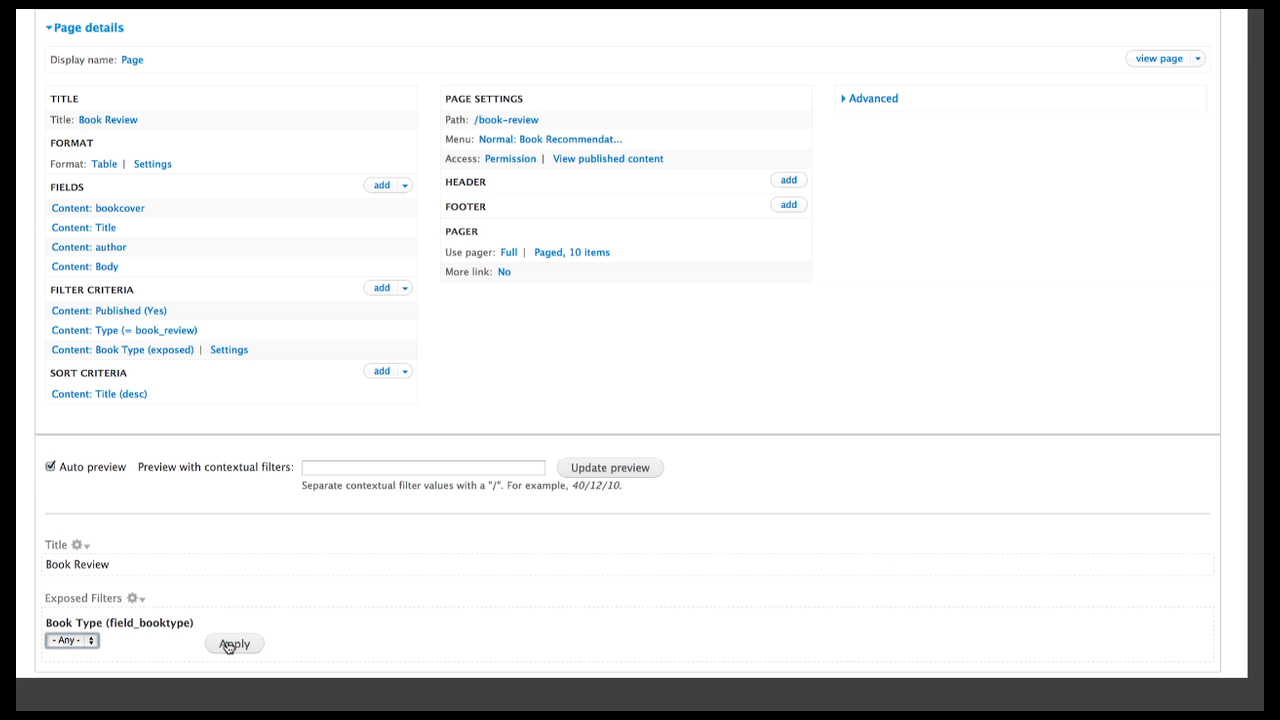 Page details
Display name: Page
view page
TITLE
Title: Book Review
FORMAT
Format: Table | Settings
FIELDS
add
Content: bookcover
Content: Title
Content: author
Content: Body
FILTER CRITERIA
add
Content: Published (Yes)
Content: Type (= book_review)
Content: Book Type (exposed) | Settings
SORT CRITERIA
add
Content: Title (desc)
PAGE SETTINGS
Path: /book-review
Menu: Normal: Book Recommendat...
Access: Permission | View published content
HEADER
add
FOOTER
add
PAGER
Use pager: Full | Paged, 10 items
More link: No
Advanced
Auto preview Preview with contextual filters:
Update preview
Separate contextual filter values with a "/". For example, 40/12/10.
Title
Book Review
Exposed Filters
Book Type (field_booktype)
- Any -
Apply